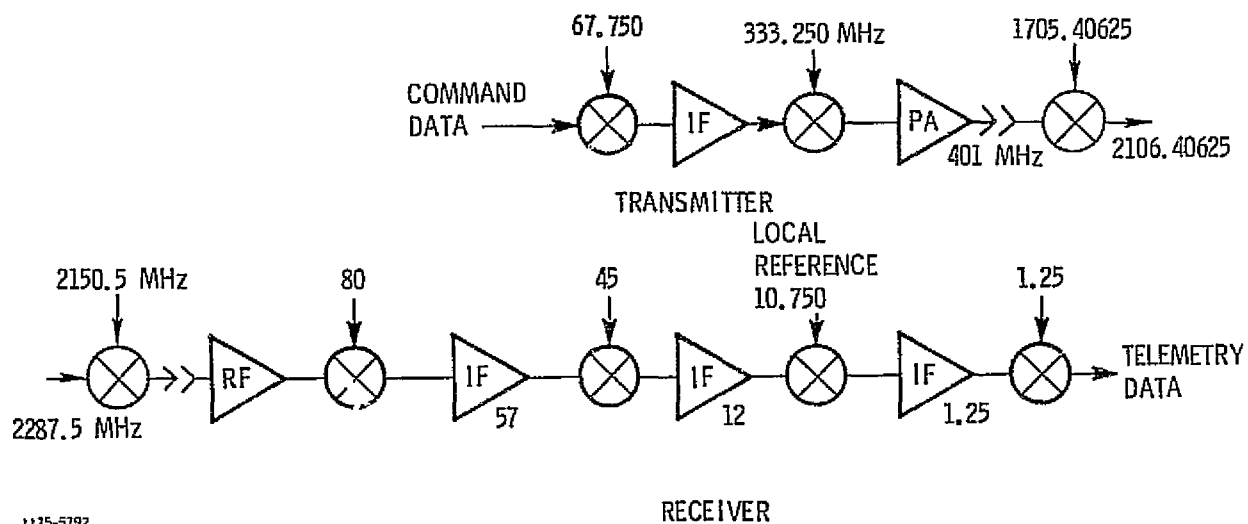 67.750
333.250 MHz
1705.40625
COMMAND
DATA
IF
PA
401 MHz
2106.40625
TRANSMITTER
LOCAL
REFERENCE
10.750
2150.5 MHz
80
45
1.25
RF
IF
IF
IF
TELEMETRY
DATA
2287.5 MHz
57
12
1.25
RECEIVER